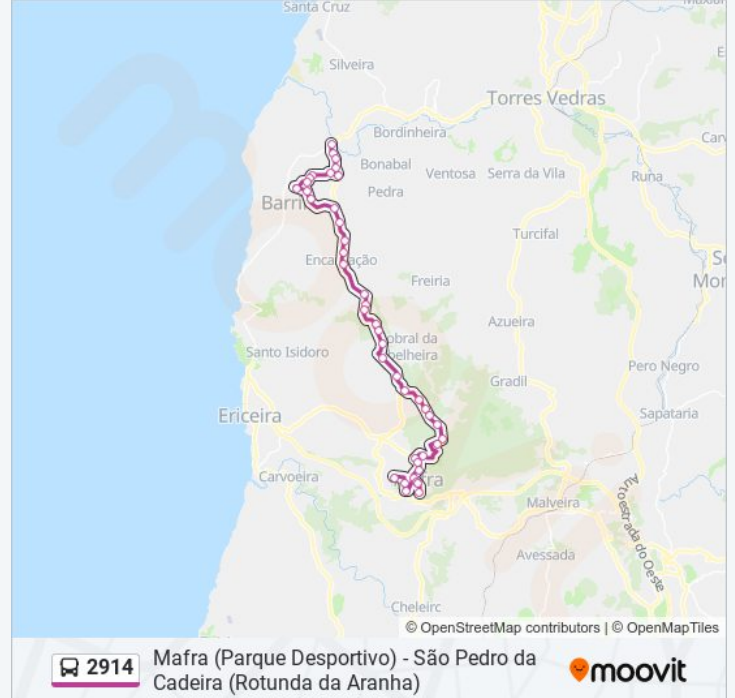 Santa Cruz
Silveira
Torres Vedras
Bordinheira
Bonabal
Ventosa
Serra da Vila
Runa
Pedra
Turcifal
Freiria
Azueira
Santo Isidoro
Pero Negro
Gradil
Ericeira
Sapataria
Carvoeira
Malveira
Avessada
Cheleiro
© OpenStreetMap contributors | © OpenMapTiles
2914
Mafra (Parque Desportivo) - São Pedro da
Cadeira (Rotunda da Aranha)
moovit